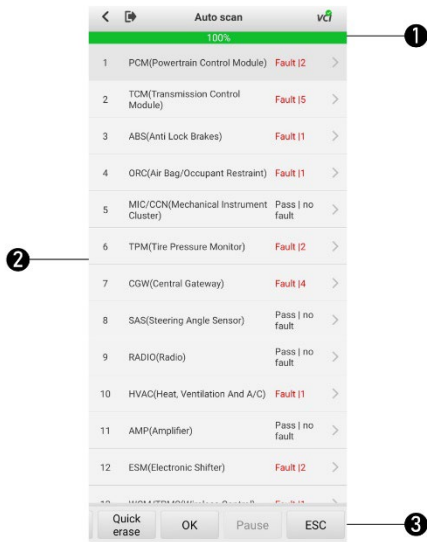 Auto scan
vci
100%
1
1 PCM(Powertrain Control Module) Fault |2
2 TCM(Transmission Control
Module) Fault |5
3 ABS(Anti Lock Brakes) Fault |1
4 ORC(Air Bag/Occupant Restraint) Fault |1
5 MIC/CCN(Mechanical Instrument Pass | no
Cluster) fault
2
6 TPM(Tire Pressure Monitor) Fault |2
7 CGW(Central Gateway) Fault |4
8 SAS(Steering Angle Sensor) Pass | no
fault
9 RADIO(Radio) Pass | no
fault
10 HVAC(Heat, Ventilation And A/C) Fault |1
11 AMP(Amplifier) Pass | no
fault
12 ESM(Electronic Shifter) Fault |2
Quick
erase OK Pause ESC
3